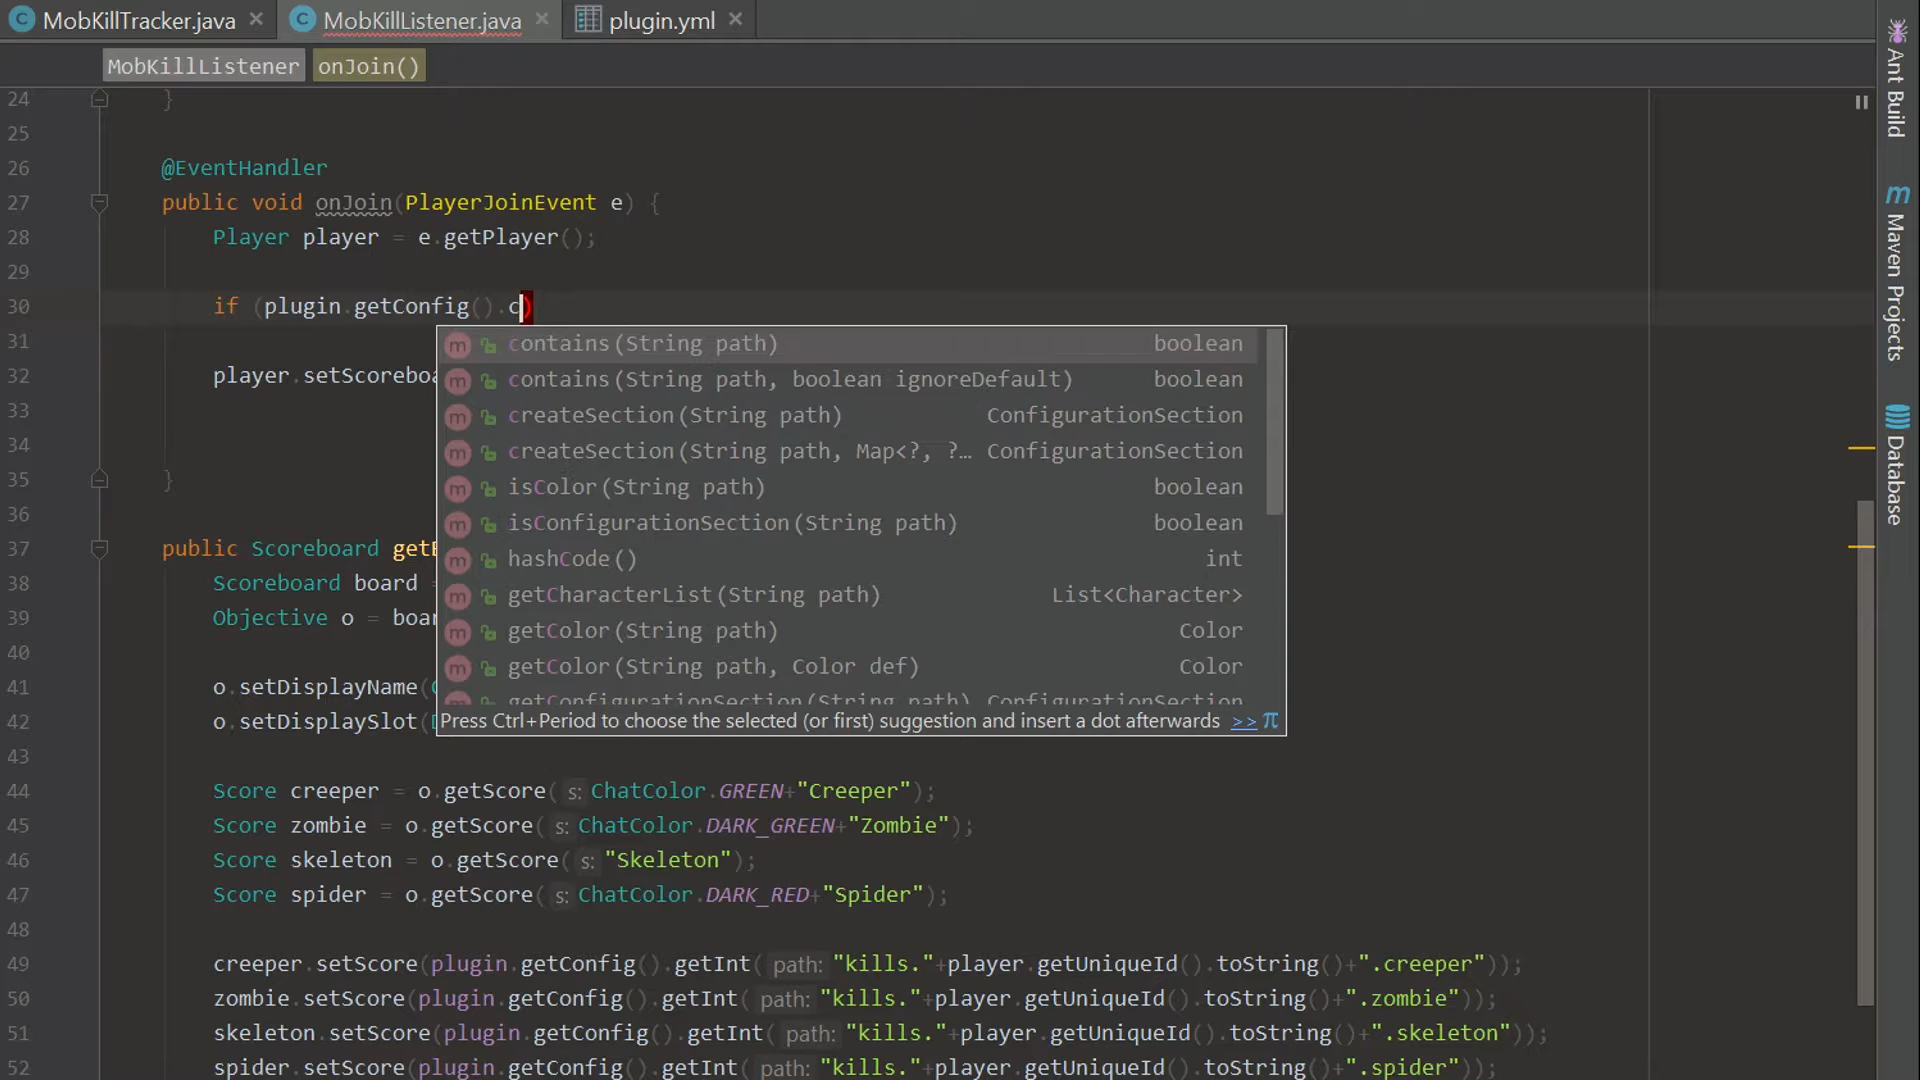 MobKillTracker.java
MobKillListener.java
plugin.yml
MobKillListener
onJoin()
24 }
25
26 @EventHandler
27 public void onJoin(PlayerJoinEvent e) {
28 Player player = e.getPlayer();
29
30 if (plugin.getConfig().c)
31
32 player.setScoreboa
33
34
35 }
36
37 public Scoreboard get
38 Scoreboard board =
39 Objective o = boar
40
41 o.setDisplayName(
42 o.setDisplaySlot(
43
44 Score creeper = o.getScore( s: ChatColor.GREEN+"Creeper");
45 Score zombie = o.getScore( s: ChatColor.DARK_GREEN+"Zombie");
46 Score skeleton = o.getScore( s: "Skeleton");
47 Score spider = o.getScore( s: ChatColor.DARK_RED+"Spider");
48
49 creeper.setScore(plugin.getConfig().getInt( path: "kills."+player.getUniqueId().toString()+".creeper"));
50 zombie.setScore(plugin.getConfig().getInt( path: "kills."+player.getUniqueId().toString()+".zombie"));
51 skeleton.setScore(plugin.getConfig().getInt( path: "kills."+player.getUniqueId().toString()+".skeleton"));
52 spider.setScore(plugin.getConfig().getInt( path: "kills."+player.getUniqueId().toString()+".spider"));
contains(String path) boolean
contains(String path, boolean ignoreDefault) boolean
createSection(String path) ConfigurationSection
createSection(String path, Map<?, ?… ConfigurationSection
isColor(String path) boolean
isConfigurationSection(String path) boolean
hashCode() int
getCharacterList(String path) List<Character>
getColor(String path) Color
getColor(String path, Color def) Color
getConfigurationSection(String path) ConfigurationSection
Press Ctrl+Period to choose the selected (or first) suggestion and insert a dot afterwards >> π
Ant Build
m Maven Projects
Database